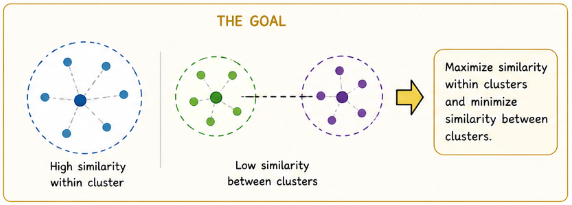 THE GOAL
High similarity
within cluster
Low similarity
between clusters
Maximize similarity
within clusters
and minimize
similarity between
clusters.